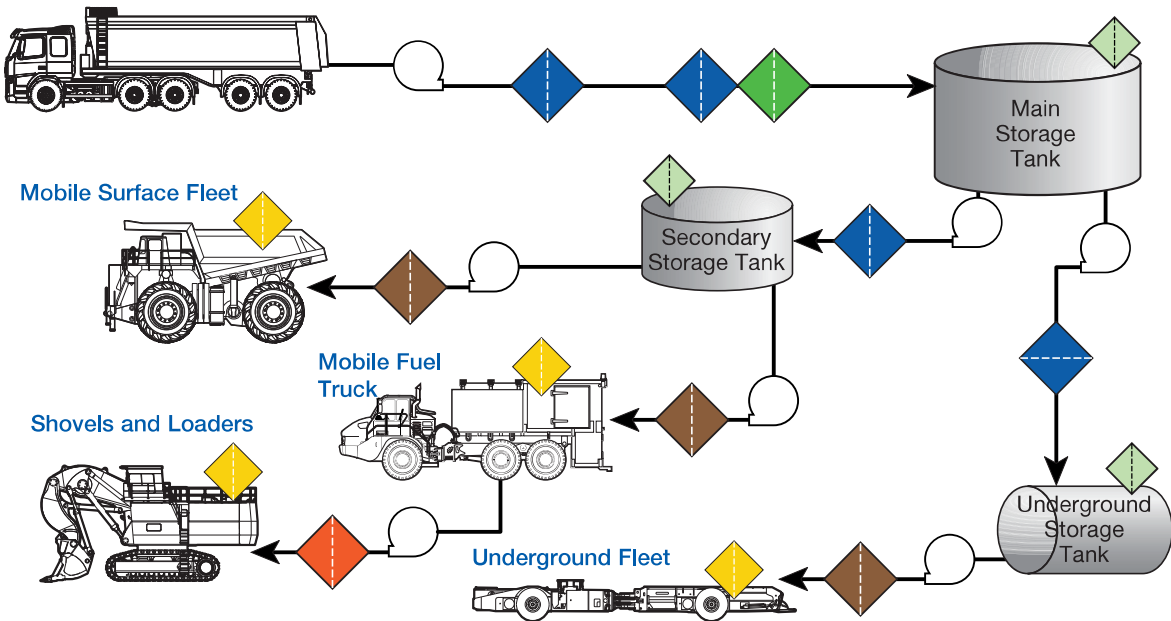 Main
Storage
Tank
Mobile Surface Fleet
Secondary
Storage Tank
Mobile Fuel
Truck
Shovels and Loaders
Underground
Storage
Tank
Underground Fleet